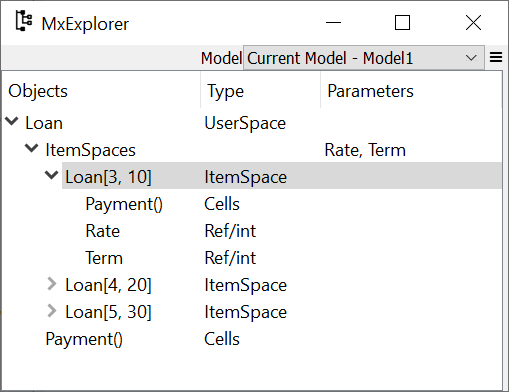 MxExplorer
Model Current Model - Model1
Objects Type Parameters
Loan UserSpace
ItemSpaces Rate, Term
Loan[3, 10] ItemSpace
Payment() Cells
Rate Ref/int
Term Ref/int
Loan[4, 20] ItemSpace
Loan[5, 30] ItemSpace
Payment() Cells